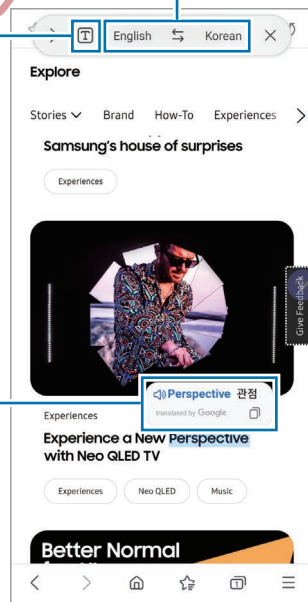 T English Korean
Explore
Stories Brand How-To Experiences
Samsung's house of surprises
Experiences
Give Feedback
Perspective 관점
translated by Google
Experiences
Experience a New Perspective
with Neo QLED TV
Experiences Neo QLED Music
Better Normal
1